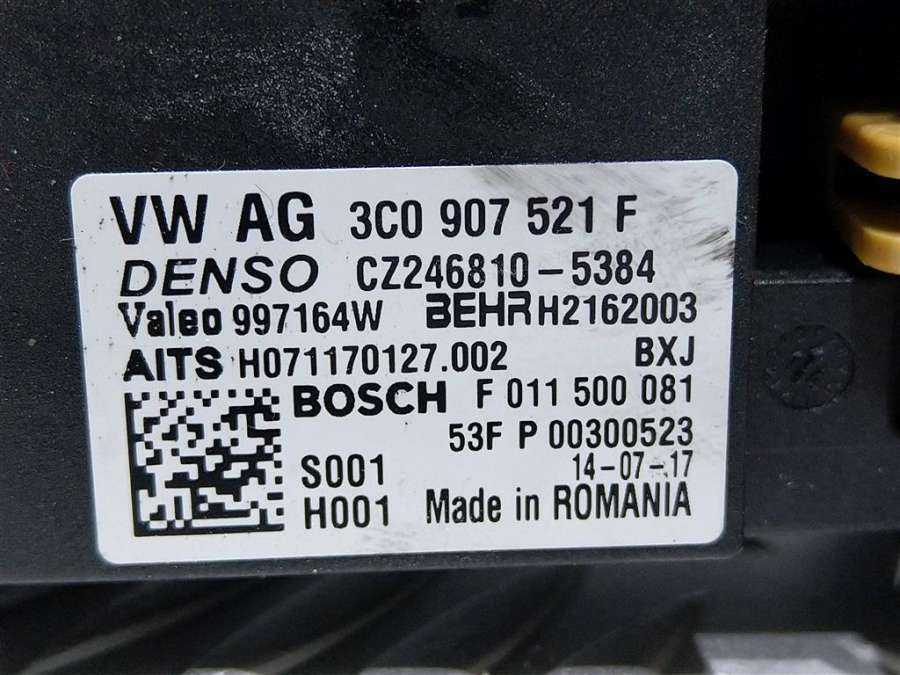 VW AG 3C0 907 521 F
DENSO CZ246810-5384
Valeo 997164W BEHR H2162003
AITS H071170127.002 BXJ
BOSCH F 011 500 081
53F P 00300523
S001 14-07-17
H001 Made in ROMANIA